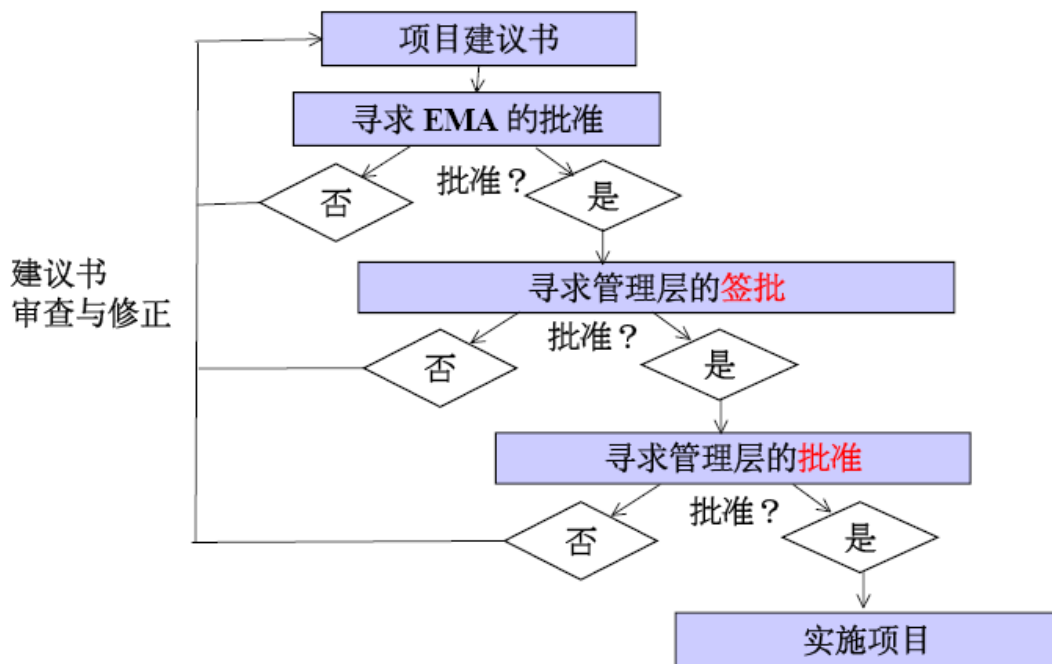 项目建议书
寻求 EMA 的批准
批准？
否
是
建议书
审查与修正
寻求管理层的签批
批准？
否
是
寻求管理层的批准
批准？
否
是
实施项目